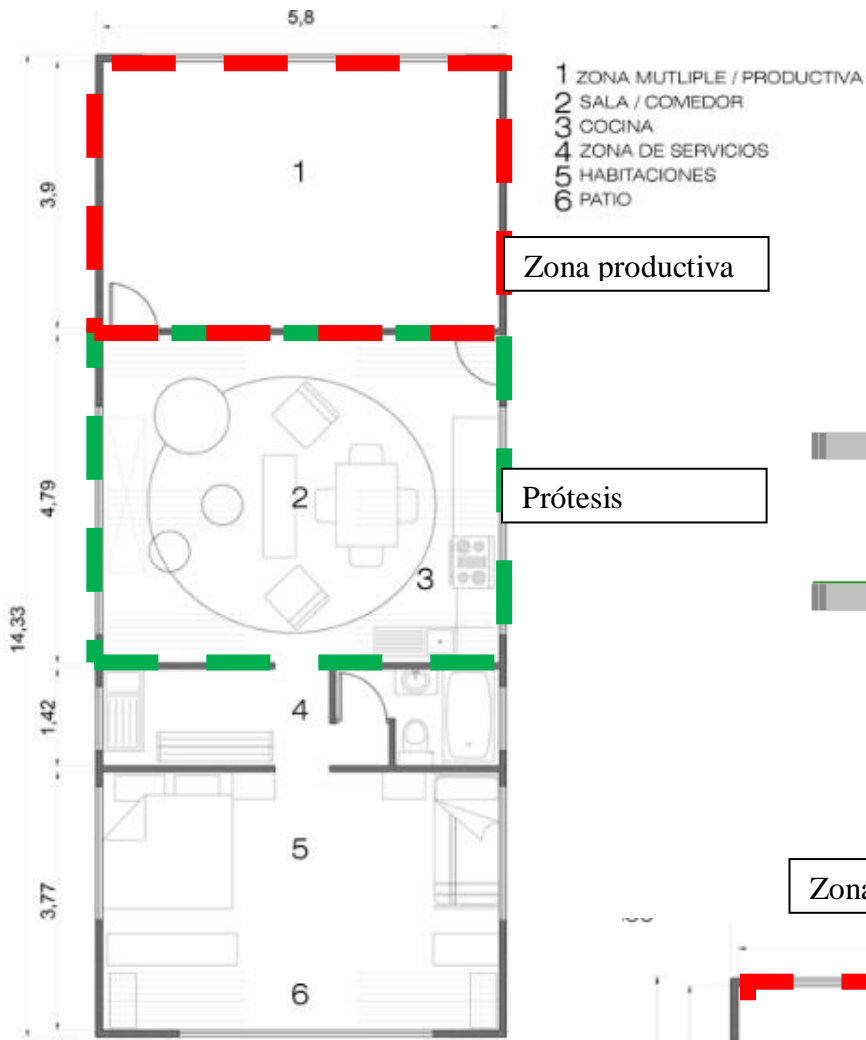 5,8
1 ZONA MUTLIPLE / PRODUCTIVA
2 SALA / COMEDOR
3 COCINA
4 ZONA DE SERVICIOS
5 HABITACIONES
6 PATIO
1
3,9
Zona productiva
2
4,79
Prótesis
3
14,33
4
1,42
5
3,77
6